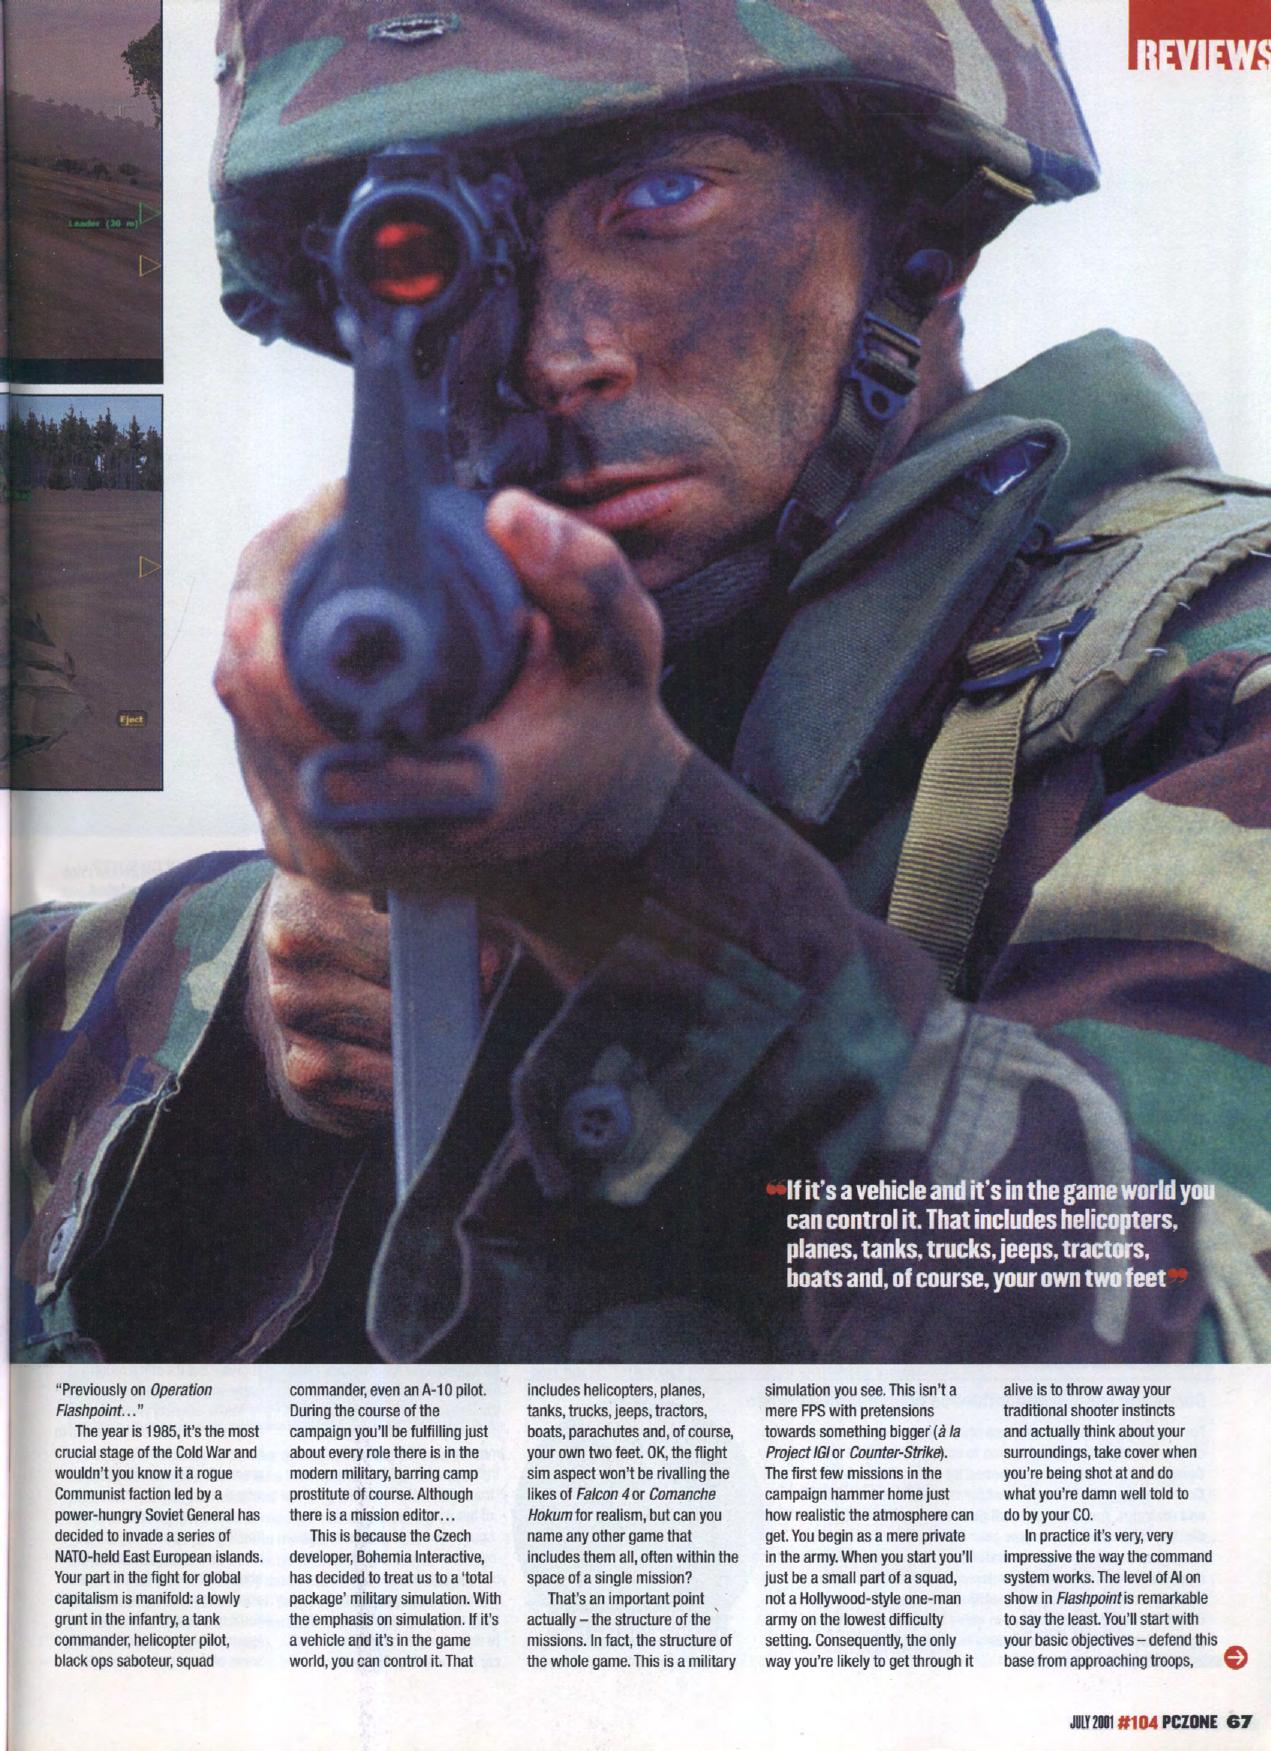 REVIEWS
Leader (30 m)
Eject
“If it's a vehicle and it's in the game world you
can control it. That includes helicopters,
planes, tanks, trucks, jeeps, tractors,
boats and, of course, your own two feet”
“Previously on Operation
Flashpoint…”
The year is 1985, it's the most
crucial stage of the Cold War and
wouldn't you know it a rogue
Communist faction led by a
power-hungry Soviet General has
decided to invade a series of
NATO-held East European islands.
Your part in the fight for global
capitalism is manifold: a lowly
grunt in the infantry, a tank
commander, helicopter pilot,
black ops saboteur, squad
commander, even an A-10 pilot.
During the course of the
campaign you'll be fulfilling just
about every role there is in the
modern military, barring camp
prostitute of course. Although
there is a mission editor…
This is because the Czech
developer, Bohemia Interactive,
has decided to treat us to a 'total
package' military simulation. With
the emphasis on simulation. If it's
a vehicle and it's in the game
world, you can control it. That
includes helicopters, planes,
tanks, trucks, jeeps, tractors,
boats, parachutes and, of course,
your own two feet. OK, the flight
sim aspect won't be rivalling the
likes of Falcon 4 or Comanche
Hokum for realism, but can you
name any other game that
includes them all, often within the
space of a single mission?
That's an important point
actually – the structure of the
missions. In fact, the structure of
the whole game. This is a military
simulation you see. This isn't a
mere FPS with pretensions
towards something bigger (à la
Project IGI or Counter-Strike).
The first few missions in the
campaign hammer home just
how realistic the atmosphere can
get. You begin as a mere private
in the army. When you start you'll
just be a small part of a squad,
not a Hollywood-style one-man
army on the lowest difficulty
setting. Consequently, the only
way you're likely to get through it
alive is to throw away your
traditional shooter instincts
and actually think about your
surroundings, take cover when
you're being shot at and do
what you're damn well told to
do by your CO.
In practice it's very, very
impressive the way the command
system works. The level of AI on
show in Flashpoint is remarkable
to say the least. You'll start with
your basic objectives – defend this
base from approaching troops,
JULY 2001 #104 PCZONE 67